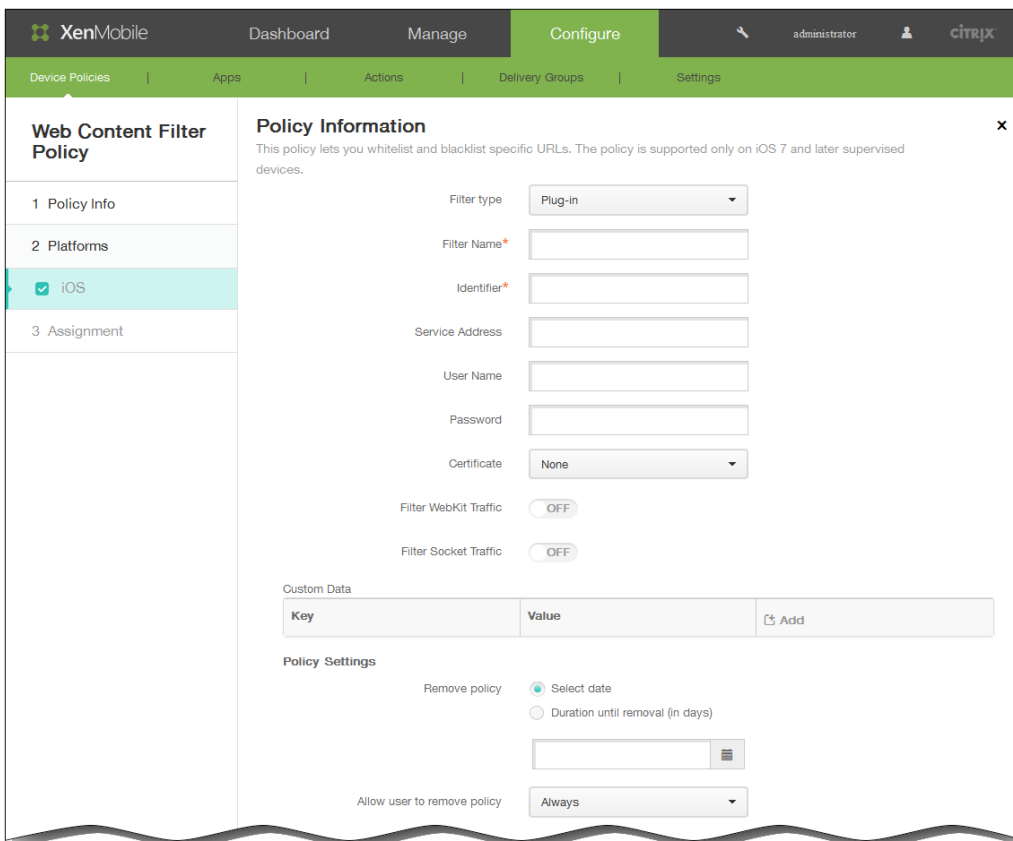 XenMobile Dashboard Manage Configure administrator CİTRIX
Device Policies | Apps | Actions | Delivery Groups | Settings
Web Content Filter
Policy
1 Policy Info
2 Platforms
iOS
3 Assignment
Policy Information
x
This policy lets you whitelist and blacklist specific URLs. The policy is supported only on iOS 7 and later supervised
devices.
Filter type Plug-in
Filter Name*
Identifier*
Service Address
User Name
Password
Certificate None
Filter WebKit Traffic OFF
Filter Socket Traffic OFF
Custom Data
Key Value Add
Policy Settings
Remove policy Select date
Duration until removal (in days)
Allow user to remove policy Always